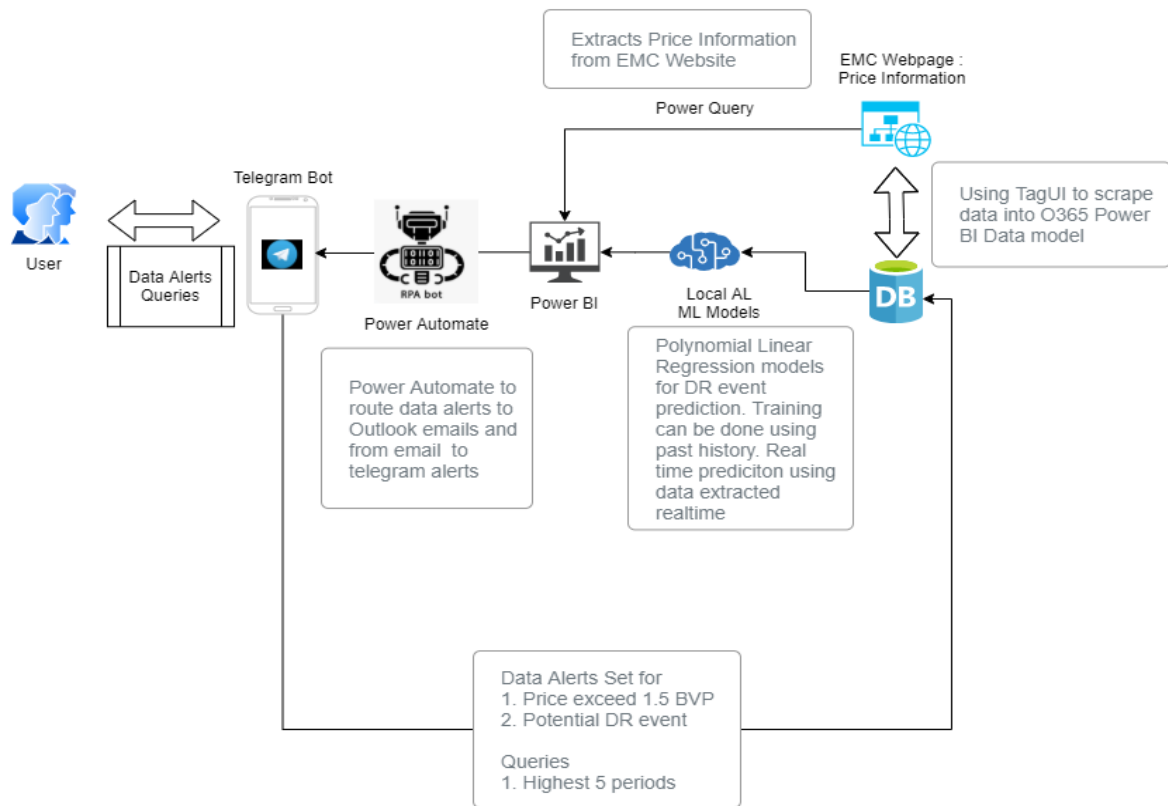 Extracts Price Information
from EMC Website
EMC Webpage :
Price Information
Power Query
Telegram Bot
Using TagUI to scrape
data into O365 Power
BI Data model
User
Data Alerts
Queries
RPA bot
Power Automate
Power BI
Local AL
ML Models
DB
Power Automate to
route data alerts to
Outlook emails and
from email to
telegram alerts
Polynomial Linear
Regression models
for DR event
prediction. Training
can be done using
past history. Real
time prediciton using
data extracted
realtime
Data Alerts Set for
1. Price exceed 1.5 BVP
2. Potential DR event
Queries
1. Highest 5 periods